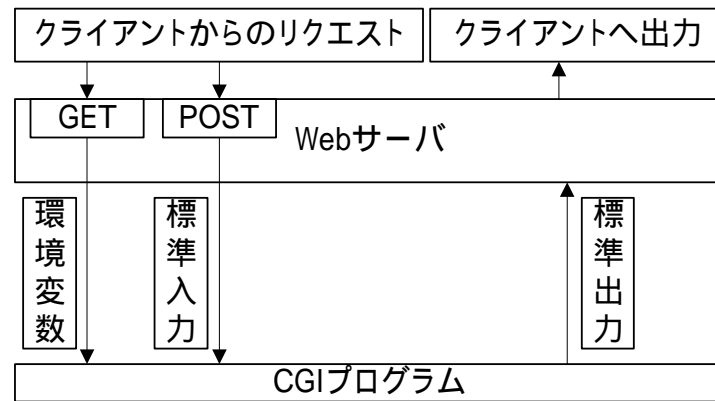 クライアントからのリクエスト
クライアントへ出力
GET
POST
Webサーバ
環境変数
標準入力
標準出力
CGIプログラム